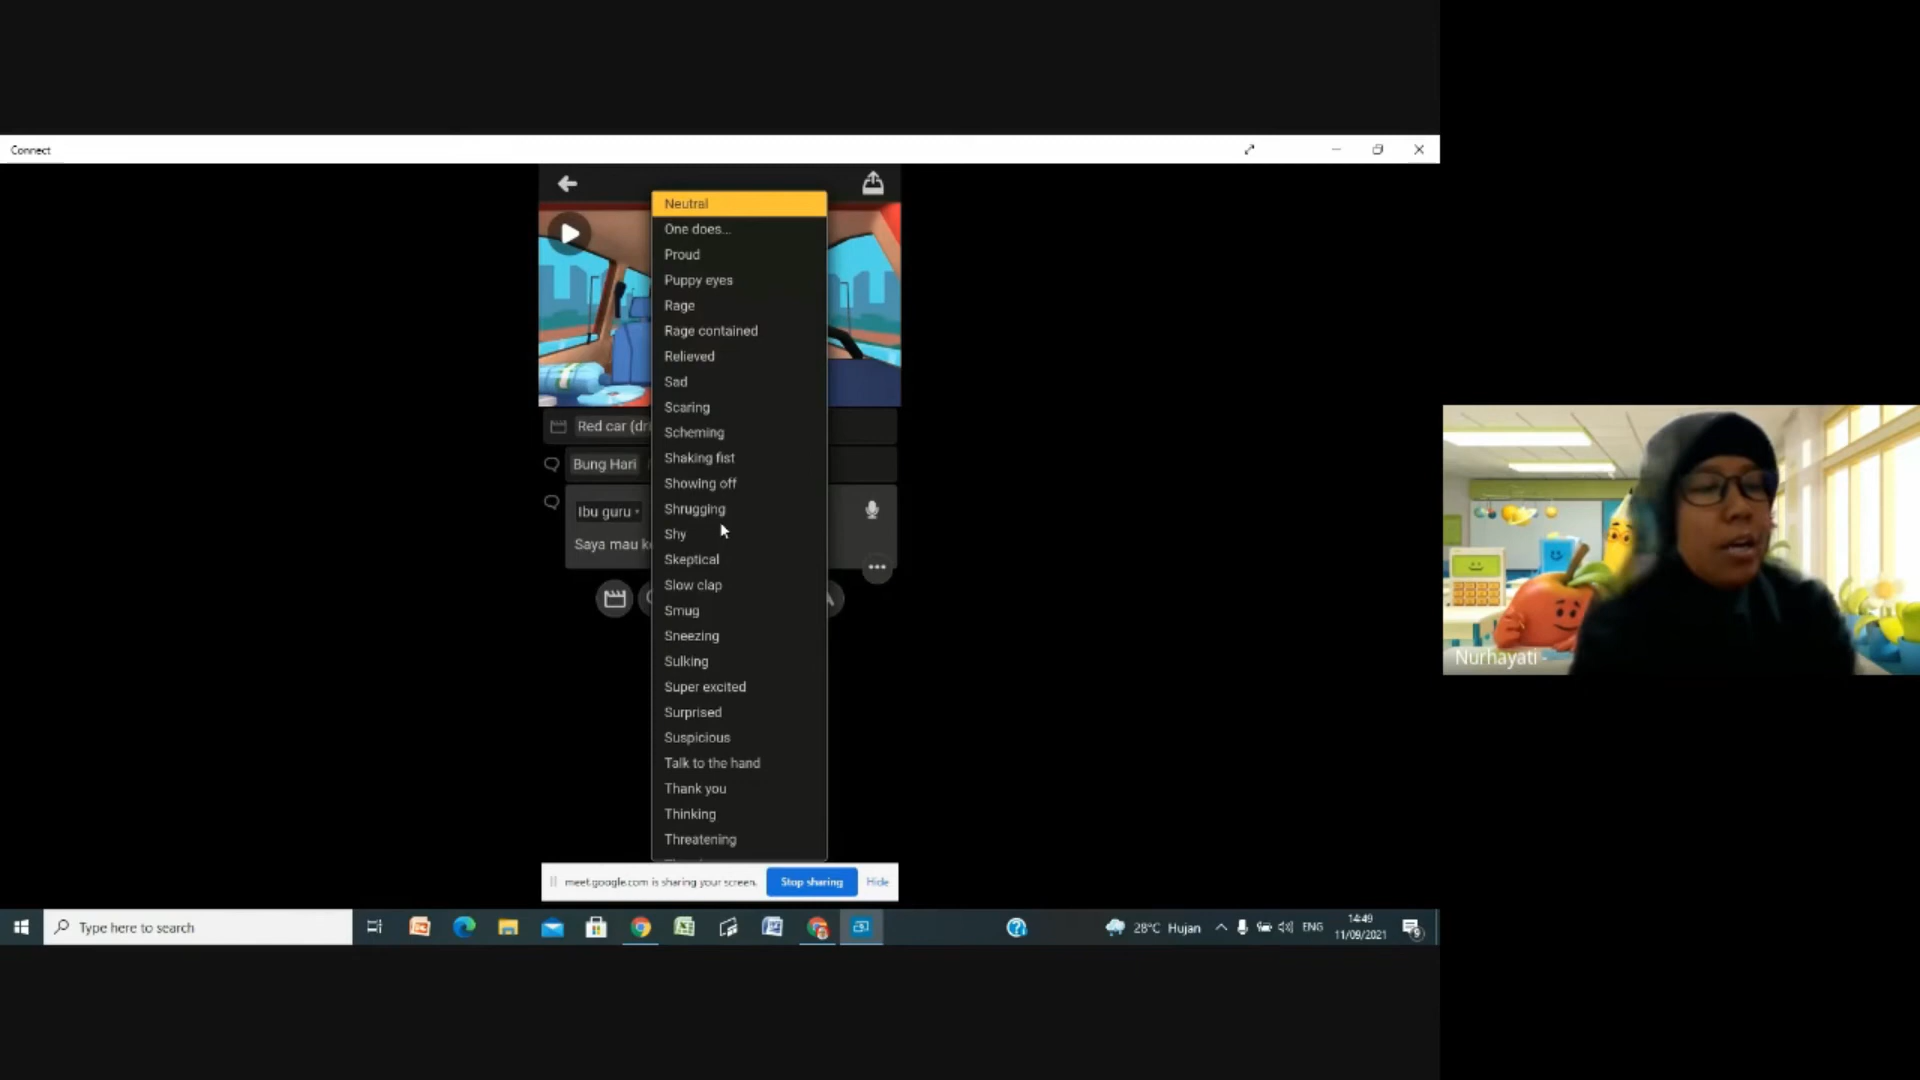 Connect
Neutral
One does...
Proud
Puppy eyes
Rage
Rage contained
Relieved
Sad
Scaring
Red car (dri
Scheming
Shaking fist
Bung Hari
Showing off
Shrugging
Ibu guru
Shy
Saya mau k
Skeptical
Slow clap
Smug
Sneezing
Sulking
Super excited
Surprised
Suspicious
Talk to the hand
Thank you
Thinking
Threatening
meet.google.com is sharing your screen.
Stop sharing
Hide
Nurhayati -
Type here to search
28°C Hujan
ENG
14:49
11/09/2021
9